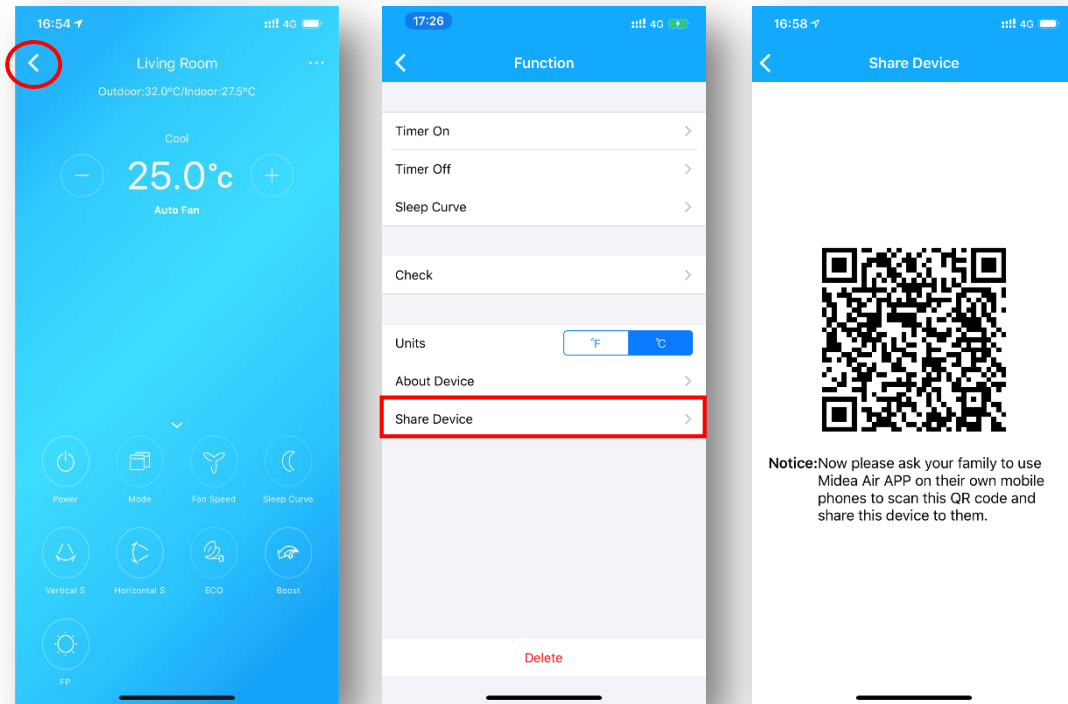 16:54
4G
Living Room
Outdoor:32.0°C/Indoor:27.5°C
Cool
25.0°c
Auto Fan
Power
Mode
Fan Speed
Sleep Curve
Vertical S
Horizontal S
ECO
Boost
FP
17:26
4G
Function
Timer On
Timer Off
Sleep Curve
Check
Units
°F
°C
About Device
Share Device
Delete
16:58
4G
Share Device
Notice:Now please ask your family to use
Midea Air APP on their own mobile
phones to scan this QR code and
share this device to them.